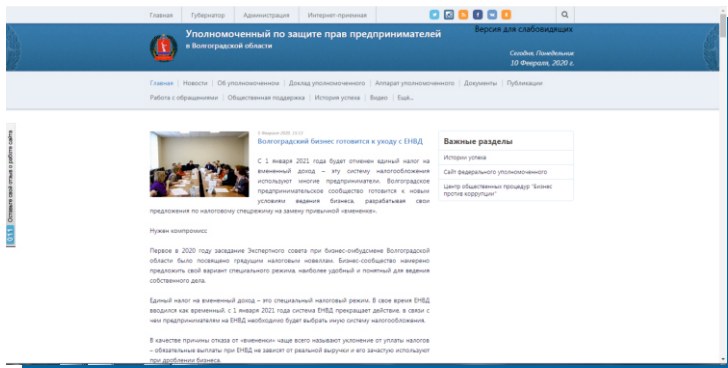 Главная Губернатор Администрация Интернет-приемная
Версия для слабовидящих
Уполномоченный по защите прав предпринимателей
в Волгоградской области
Сегодня, Понедельник
10 Февраля, 2020 г.
Главная | Новости | Об уполномоченном | Доклад уполномоченного | Аппарат уполномоченного | Документы | Публикации
Работа с обращениями | Общественная поддержка | История успеха | Видео | Ещё...
Оставьте свой отзыв о работе сайта
Волгоградский бизнес готовится к уходу с ЕНВД
С 1 января 2021 года будет отменен единый налог на
вмененный доход – эту систему налогообложения
используют многие предприниматели. Волгоградское
предпринимательское сообщество готовится к новым
условиям ведения бизнеса, разрабатывая свои
предложения по налоговому спецрежиму на замену привычной «вмененке».
Нужен компромисс
Первое в 2020 году заседание Экспертного совета при бизнес-омбудсмене Волгоградской
области было посвящено грядущим налоговым новеллам. Бизнес-сообщество намерено
предложить свой вариант специального режима, наиболее удобный и понятный для ведения
собственного дела.
Единый налог на вмененный доход – это специальный налоговый режим. В свое время ЕНВД
вводился как временный, с 1 января 2021 года система ЕНВД прекращает действие, в связи с
чем предпринимателям на ЕНВД необходимо будет выбрать иную систему налогообложения.
В качестве причины отказа от «вмененки» чаще всего называют уклонение от уплаты налогов
– обязательные выплаты при ЕНВД не зависят от реальной выручки и его зачастую используют
при дроблении бизнеса.
Важные разделы
Истории успеха
Сайт федерального уполномоченного
Центр общественных процедур "Бизнес
против коррупции"